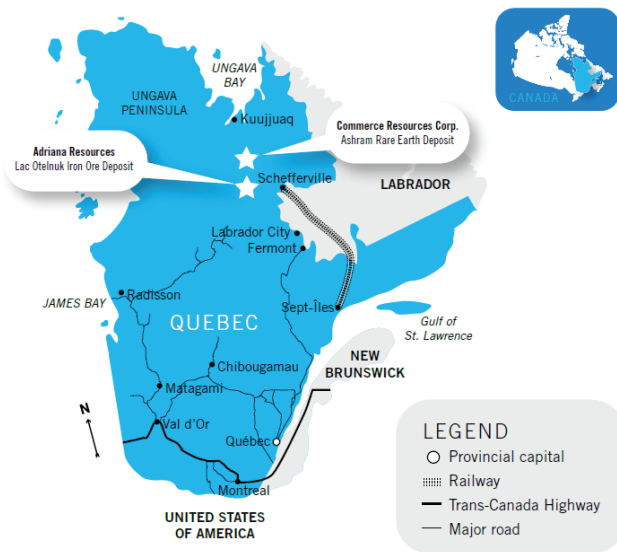 CANADA
UNGAVA
BAY
UNGAVA
PENINSULA
Kuujjuaq
Commerce Resources Corp.
Ashram Rare Earth Deposit
Adriana Resources
Lac Otelnuk Iron Ore Deposit
Schefferville
LABRADOR
Labrador City
Fermont
JAMES BAY
Radisson
QUEBEC
Sept-Îles
Gulf of
St. Lawrence
NEW
BRUNSWICK
Chibougamau
Matagami
N
Val d'Or
Québec
Montreal
UNITED STATES
OF AMERICA
LEGEND
Provincial capital
Railway
Trans-Canada Highway
Major road